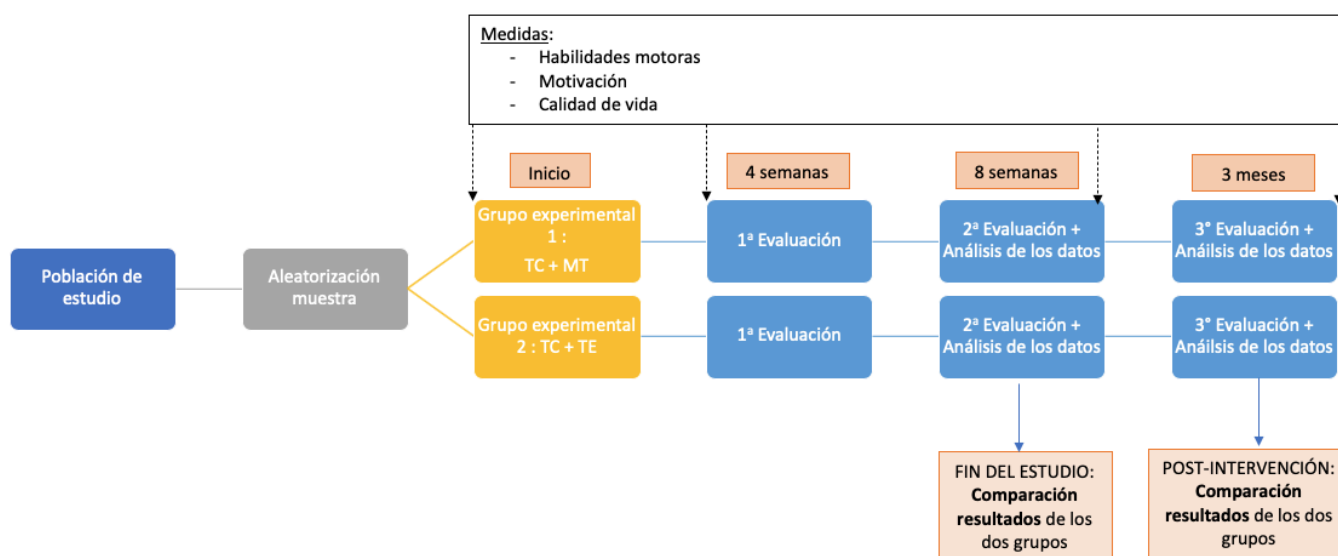 Medidas:
- Habilidades motoras
- Motivación
- Calidad de vida
Inicio
4 semanas
8 semanas
3 meses
Población de
estudio
Aleatorización
muestra
Grupo experimental
1 :
TC + MT
1ª Evaluación
2ª Evaluación +
Análisis de los datos
3° Evaluación +
Anáilsis de los datos
Grupo experimental
2 : TC + TE
1ª Evaluación
2ª Evaluación +
Análisis de los datos
3° Evaluación +
Anáilsis de los datos
FIN DEL ESTUDIO:
Comparación
resultados de los
dos grupos
POST-INTERVENCIÓN:
Comparación
resultados de los dos
grupos